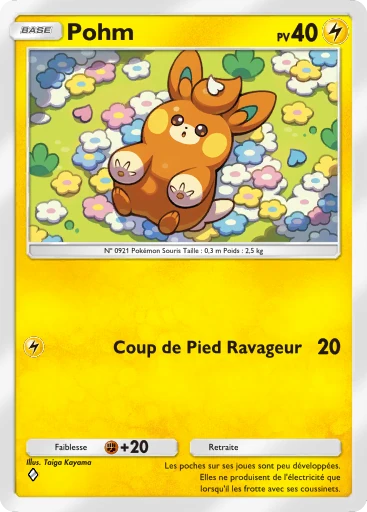 BASE Pohm PV40
N° 0921 Pokémon Souris Taille : 0,3 m Poids : 2,5 kg
Coup de Pied Ravageur 20
Faiblesse +20 Retraite
Illus. Taiga Kayama
Les poches sur ses joues sont peu développées.
Elles ne produisent de l'électricité que
lorsqu'il les frotte avec ses coussinets.